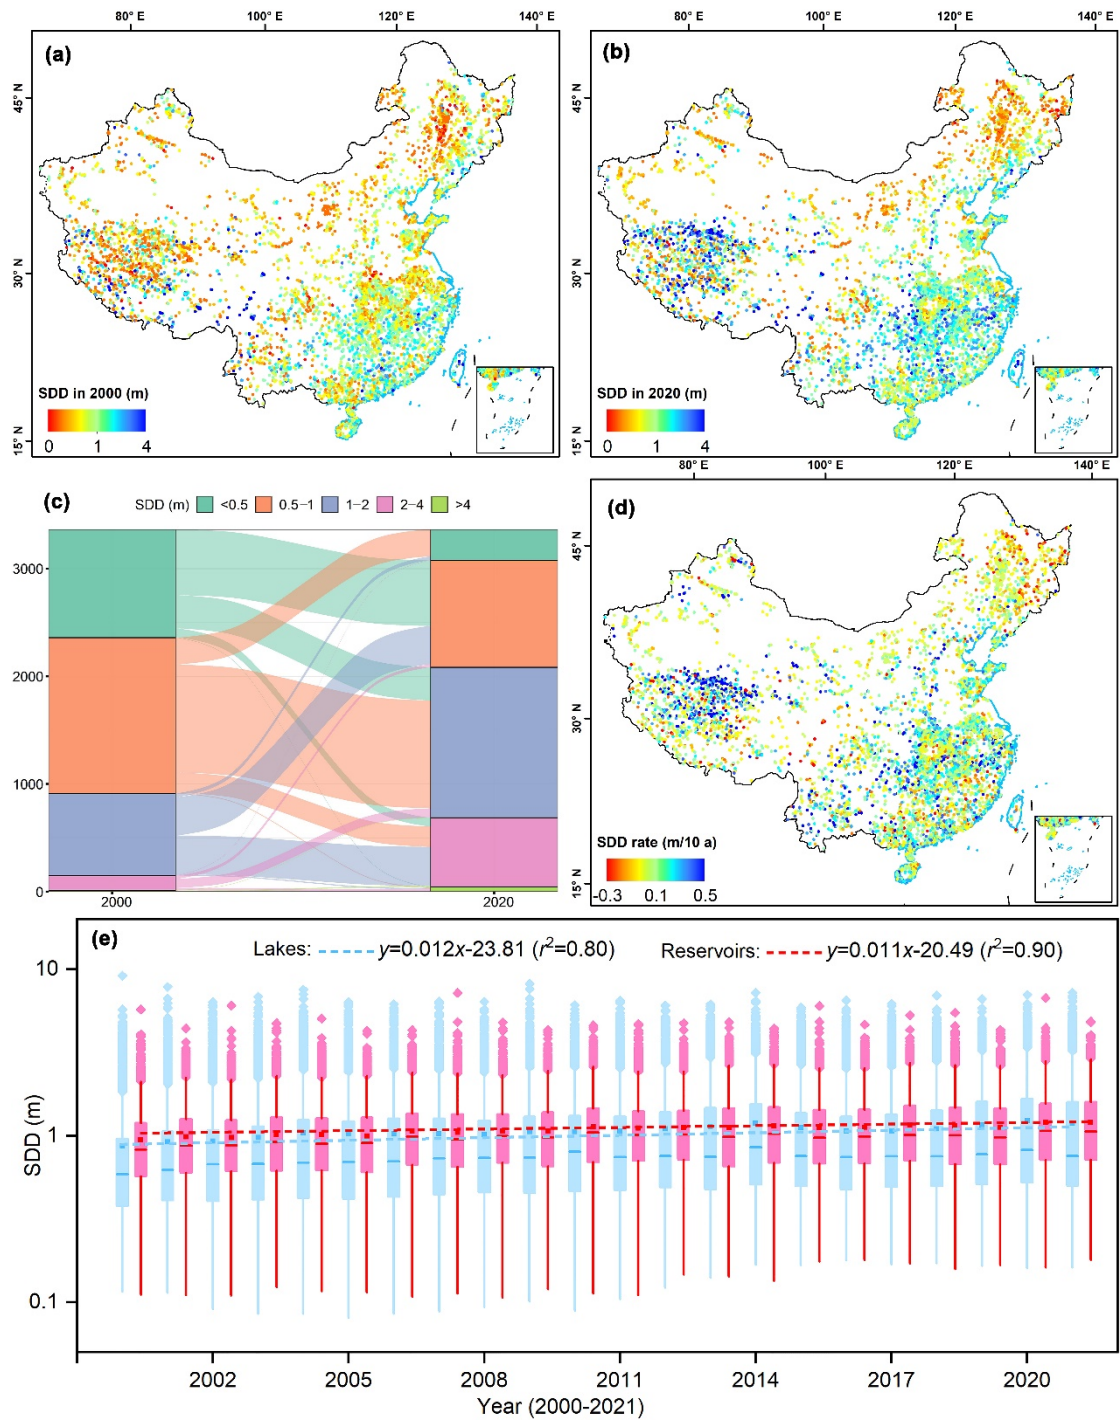 80° E 100° E 120° E 140° E 80° E 100° E 120° E 140° E
(a) (b)
45° N 45° N
30° N 30° N
15° N 15° N
SDD in 2000 (m) SDD in 2020 (m)
0 1 4 0 1 4
(c) SDD (m) <0.5 0.5−1 1−2 2−4 >4
3000
2000
1000
0
2000 2020
80° E 100° E 120° E 140° E
(d)
45° N
30° N
15° N
SDD rate (m/10 a)
-0.3 0.1 0.5
(e) Lakes: y=0.012x-23.81 (r²=0.80) Reservoirs: y=0.011x-20.49 (r²=0.90)
10
1
0.1
SDD (m)
2002 2005 2008 2011 2014 2017 2020
Year (2000-2021)